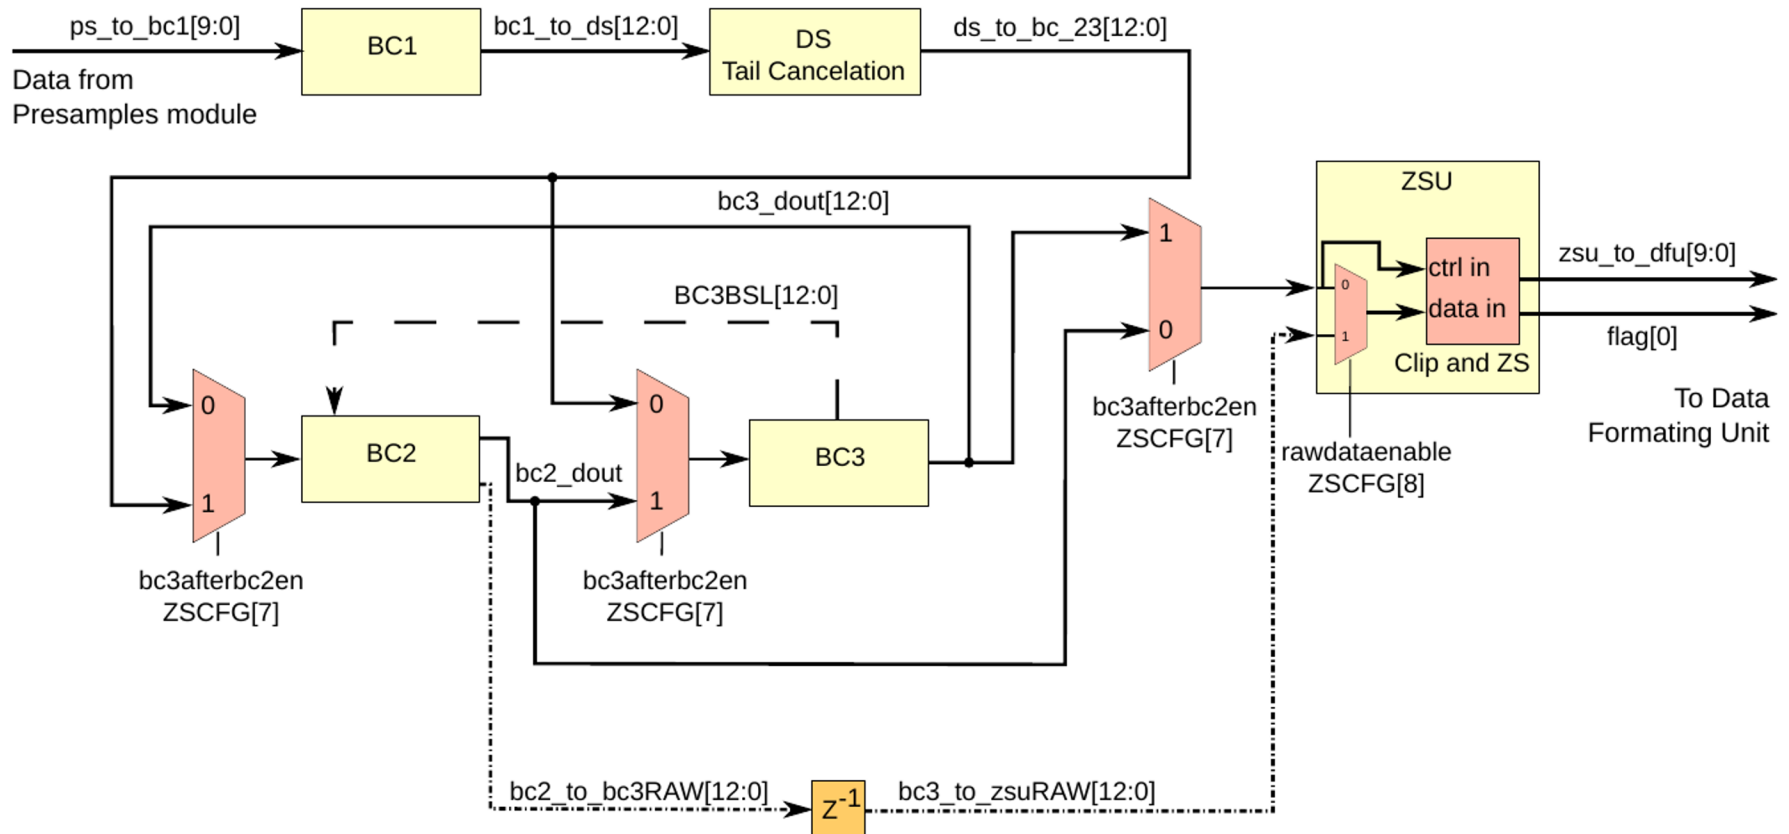 ps_to_bc1[9:0]
BC1
bc1_to_ds[12:0]
DS
Tail Cancelation
ds_to_bc_23[12:0]
Data from
Presamples module
bc3_dout[12:0]
BC3BSL[12:0]
0
1
bc3afterbc2en
ZSCFG[7]
BC2
bc2_dout
0
1
bc3afterbc2en
ZSCFG[7]
BC3
1
0
bc3afterbc2en
ZSCFG[7]
ZSU
0
1
ctrl in
data in
Clip and ZS
rawdataenable
ZSCFG[8]
zsu_to_dfu[9:0]
flag[0]
To Data
Formating Unit
bc2_to_bc3RAW[12:0]
Z-1
bc3_to_zsuRAW[12:0]